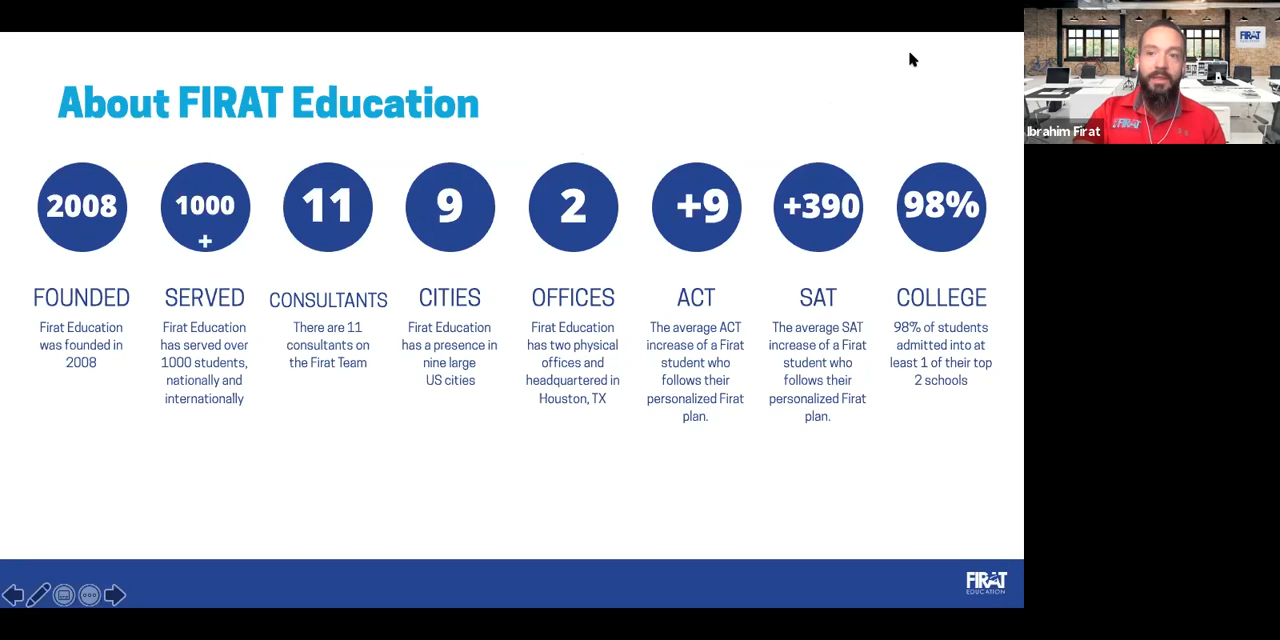 About FIRAT Education
2008
1000
+
11
9
2
+9
+390
98%
FOUNDED
SERVED
CONSULTANTS
CITIES
OFFICES
ACT
SAT
COLLEGE
Firat Education
was founded in
2008
Firat Education
has served over
1000 students,
nationally and
internationally
There are 11
consultants on
the Firat Team
Firat Education
has a presence in
nine large
US cities
Firat Education
has two physical
offices and
headquartered in
Houston, TX
The average ACT
increase of a Firat
student who
follows their
personalized Firat
plan.
The average SAT
increase of a Firat
student who
follows their
personalized Firat
plan.
98% of students
admitted into at
least 1 of their top
2 schools
FIRAT
EDUCATION
FIRAT
EDUCATION
FIRAT
Ibrahim Firat